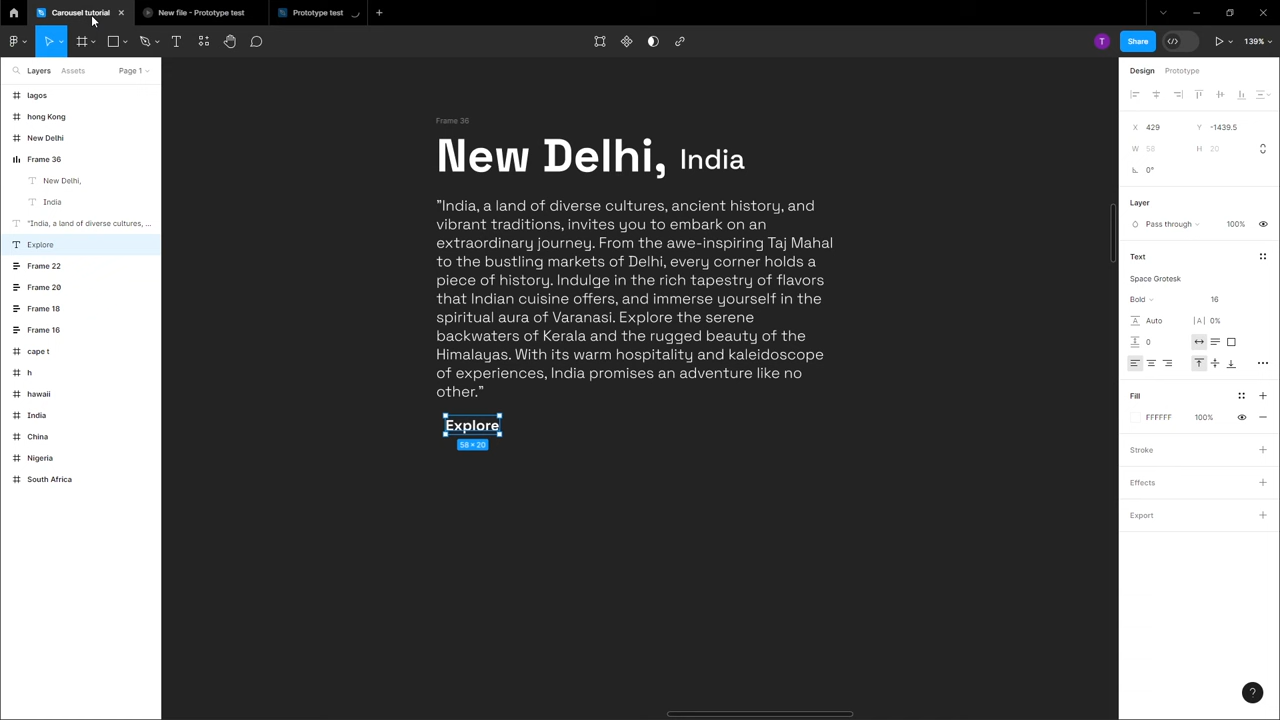 Carousel tutorial
New file - Prototype test
Prototype test
T
Share
139%
Layers
Assets
Page 1
lagos
hong Kong
New Delhi
Frame 36
New Delhi,
India
"India, a land of diverse cultures, ...
Explore
Frame 22
Frame 20
Frame 18
Frame 16
cape t
h
hawaii
India
China
Nigeria
South Africa
Frame 36
New Delhi, India
"India, a land of diverse cultures, ancient history, and
vibrant traditions, invites you to embark on an
extraordinary journey. From the awe-inspiring Taj Mahal
to the bustling markets of Delhi, every corner holds a
piece of history. Indulge in the rich tapestry of flavors
that Indian cuisine offers, and immerse yourself in the
spiritual aura of Varanasi. Explore the serene
backwaters of Kerala and the rugged beauty of the
Himalayas. With its warm hospitality and kaleidoscope
of experiences, India promises an adventure like no
other."
Explore
58 × 20
Design
Prototype
X 429 Y -1439.5
W 58 H 20
0°
Layer
Pass through 100%
Text
Space Grotesk
Bold 16
Auto |A| 0%
0
Fill
FFFFFF 100%
Stroke
Effects
Export
?